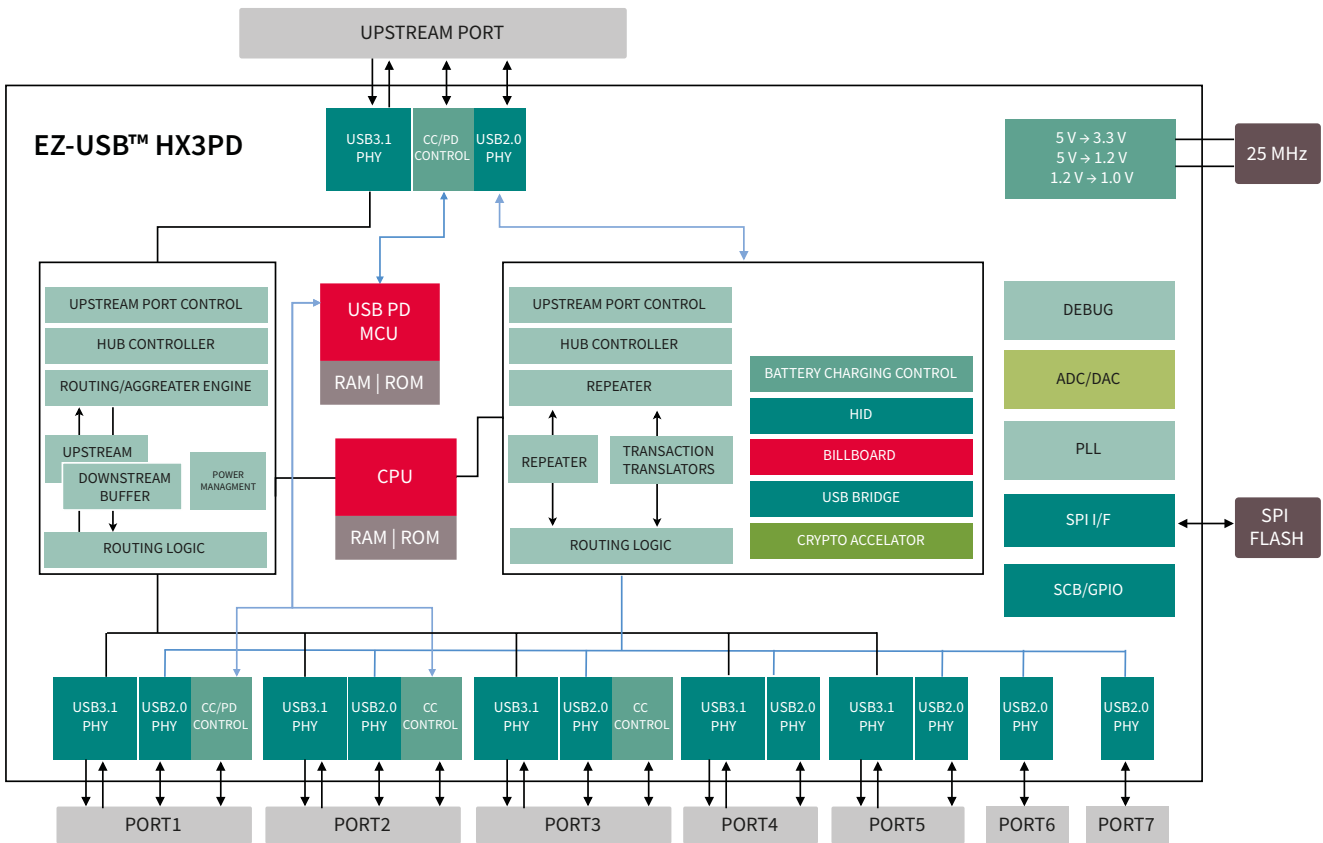 UPSTREAM PORT
EZ-USB™ HX3PD
USB3.1
PHY
CC/PD
CONTROL
USB2.0
PHY
5 V → 3.3 V
5 V → 1.2 V
1.2 V → 1.0 V
25 MHz
UPSTREAM PORT CONTROL
HUB CONTROLLER
ROUTING/AGGREATER ENGINE
UPSTREAM
DOWNSTREAM
BUFFER
POWER
MANAGMENT
ROUTING LOGIC
USB PD
MCU
RAM | ROM
CPU
RAM | ROM
UPSTREAM PORT CONTROL
HUB CONTROLLER
REPEATER
REPEATER
TRANSACTION
TRANSLATORS
ROUTING LOGIC
BATTERY CHARGING CONTROL
HID
BILLBOARD
USB BRIDGE
CRYPTO ACCELATOR
DEBUG
ADC/DAC
PLL
SPI I/F
SCB/GPIO
SPI
FLASH
USB3.1
PHY
USB2.0
PHY
CC/PD
CONTROL
USB3.1
PHY
USB2.0
PHY
CC
CONTROL
USB3.1
PHY
USB2.0
PHY
CC
CONTROL
USB3.1
PHY
USB2.0
PHY
USB3.1
PHY
USB2.0
PHY
USB2.0
PHY
USB2.0
PHY
PORT1
PORT2
PORT3
PORT4
PORT5
PORT6
PORT7